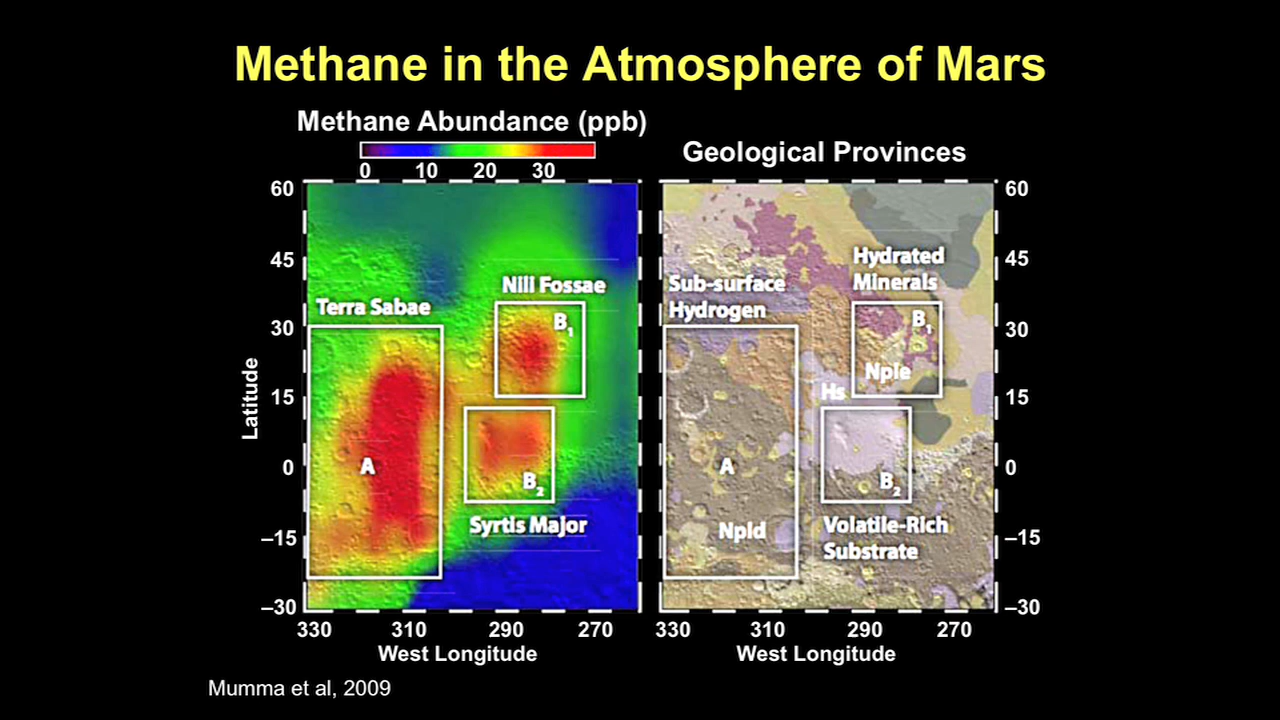 Methane in the Atmosphere of Mars
Methane Abundance (ppb)
0 10 20 30
Geological Provinces
60
45
30
15
0
–15
–30
Latitude
Terra Sabae
Nili Fossae
B1
A
B2
Syrtis Major
330 310 290 270
West Longitude
Sub-surface
Hydrogen
Hydrated
Minerals
B1
Nple
Hs
A
B2
Npld
Volatile-Rich
Substrate
60
45
30
15
0
–15
–30
330 310 290 270
West Longitude
Mumma et al, 2009